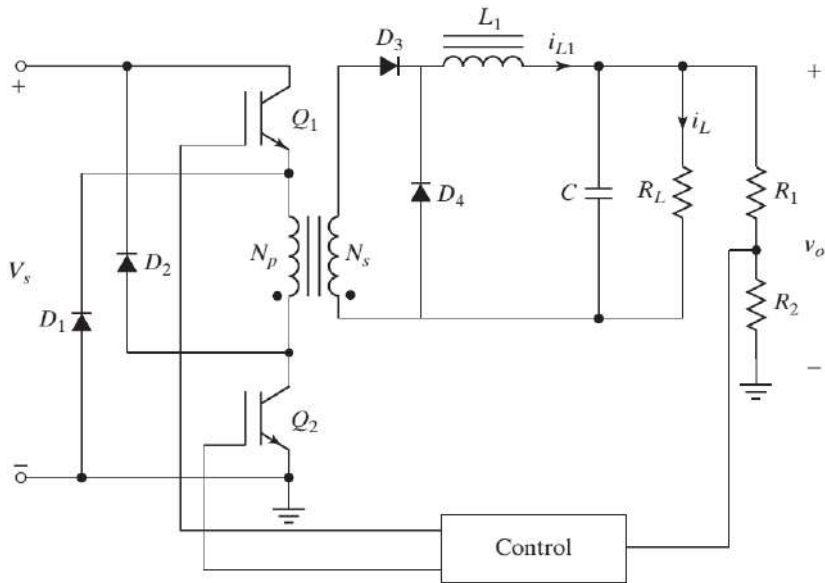 D3
L1
iL1
+
+
Q1
iL
D4
C
RL
R1
Np
Ns
vo
Vs
D2
D1
R2
−
Q2
−
Control